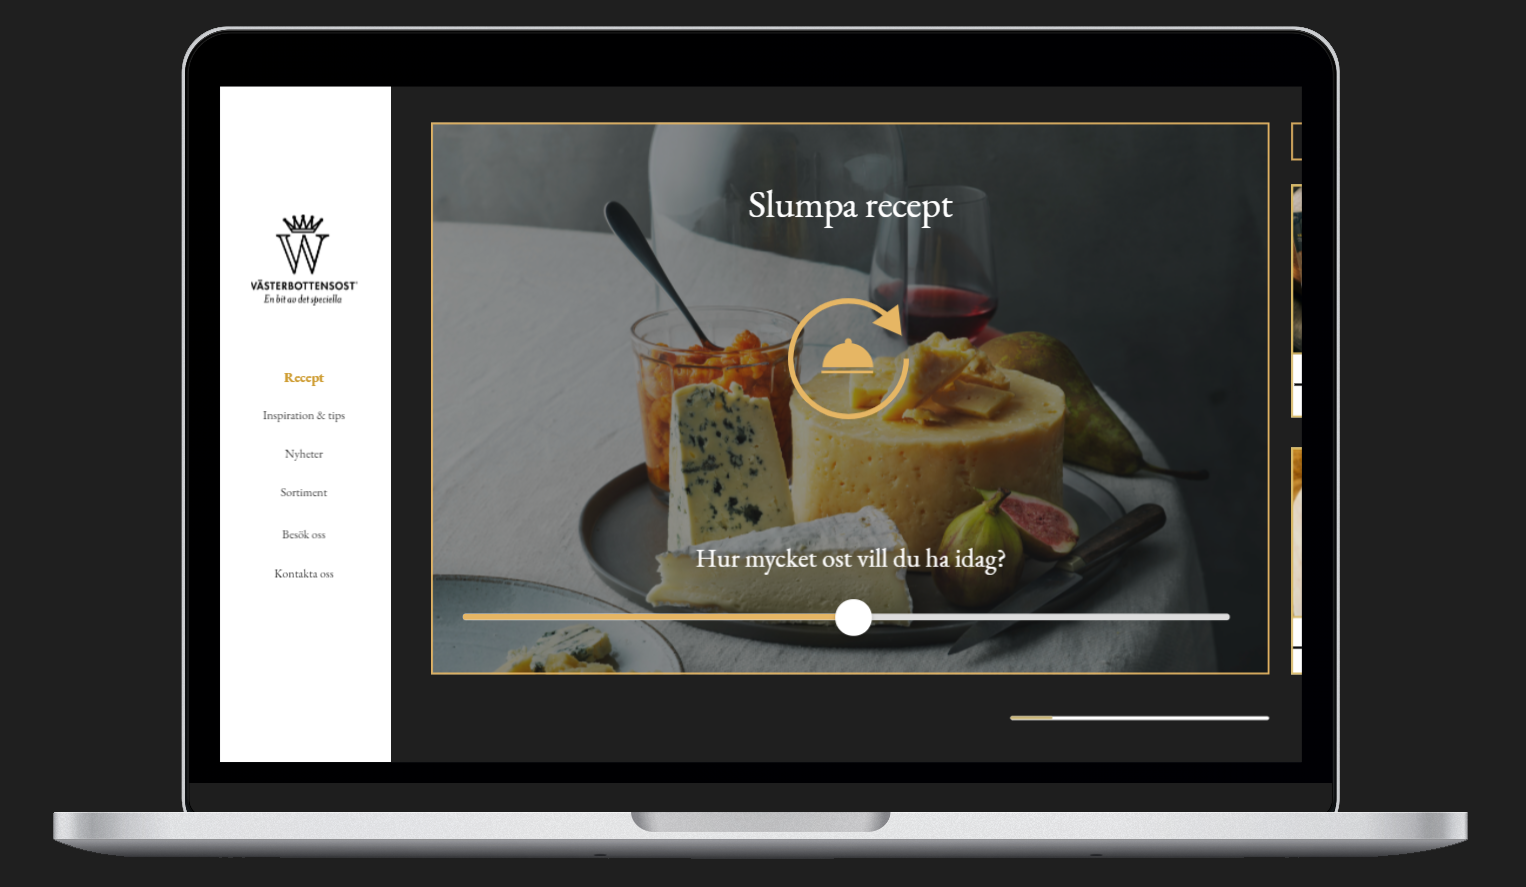 W
VÄSTERBOTTENSOST®
En bit av det speciella
Recept
Inspiration & tips
Nyheter
Sortiment
Besök oss
Kontakta oss
Slumpa recept
Hur mycket ost vill du ha idag?